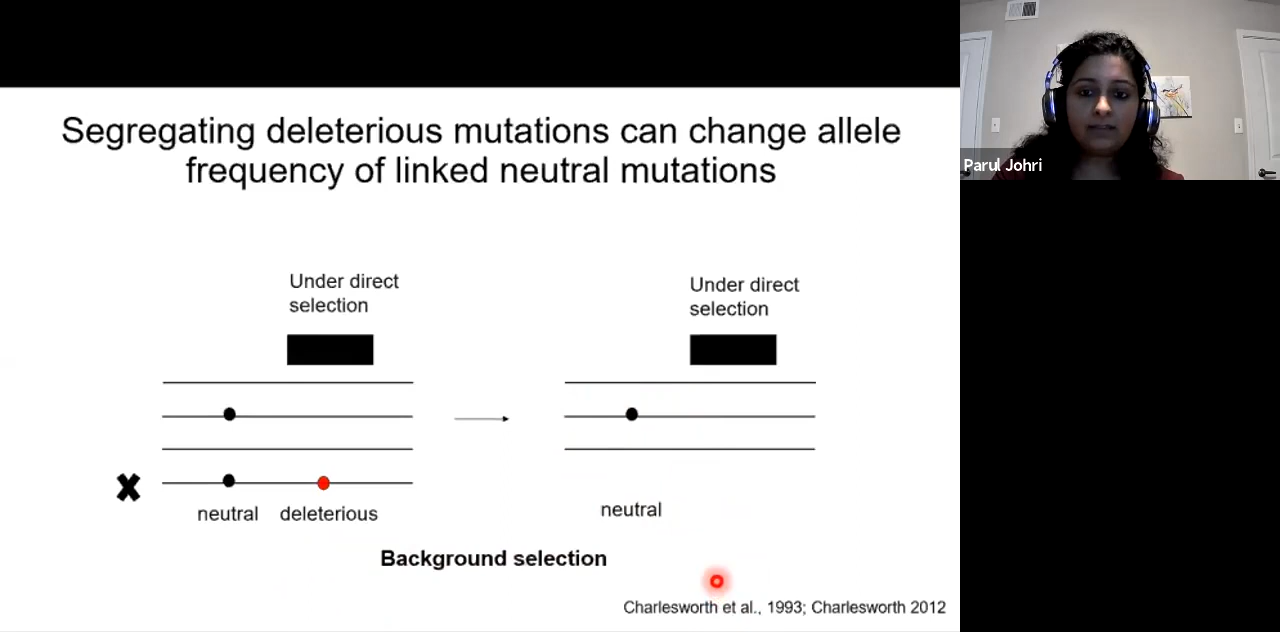 Segregating deleterious mutations can change allele
frequency of linked neutral mutations
Under direct
selection
Under direct
selection
neutral
deleterious
neutral
Background selection
Charlesworth et al., 1993; Charlesworth 2012
Parul Johri